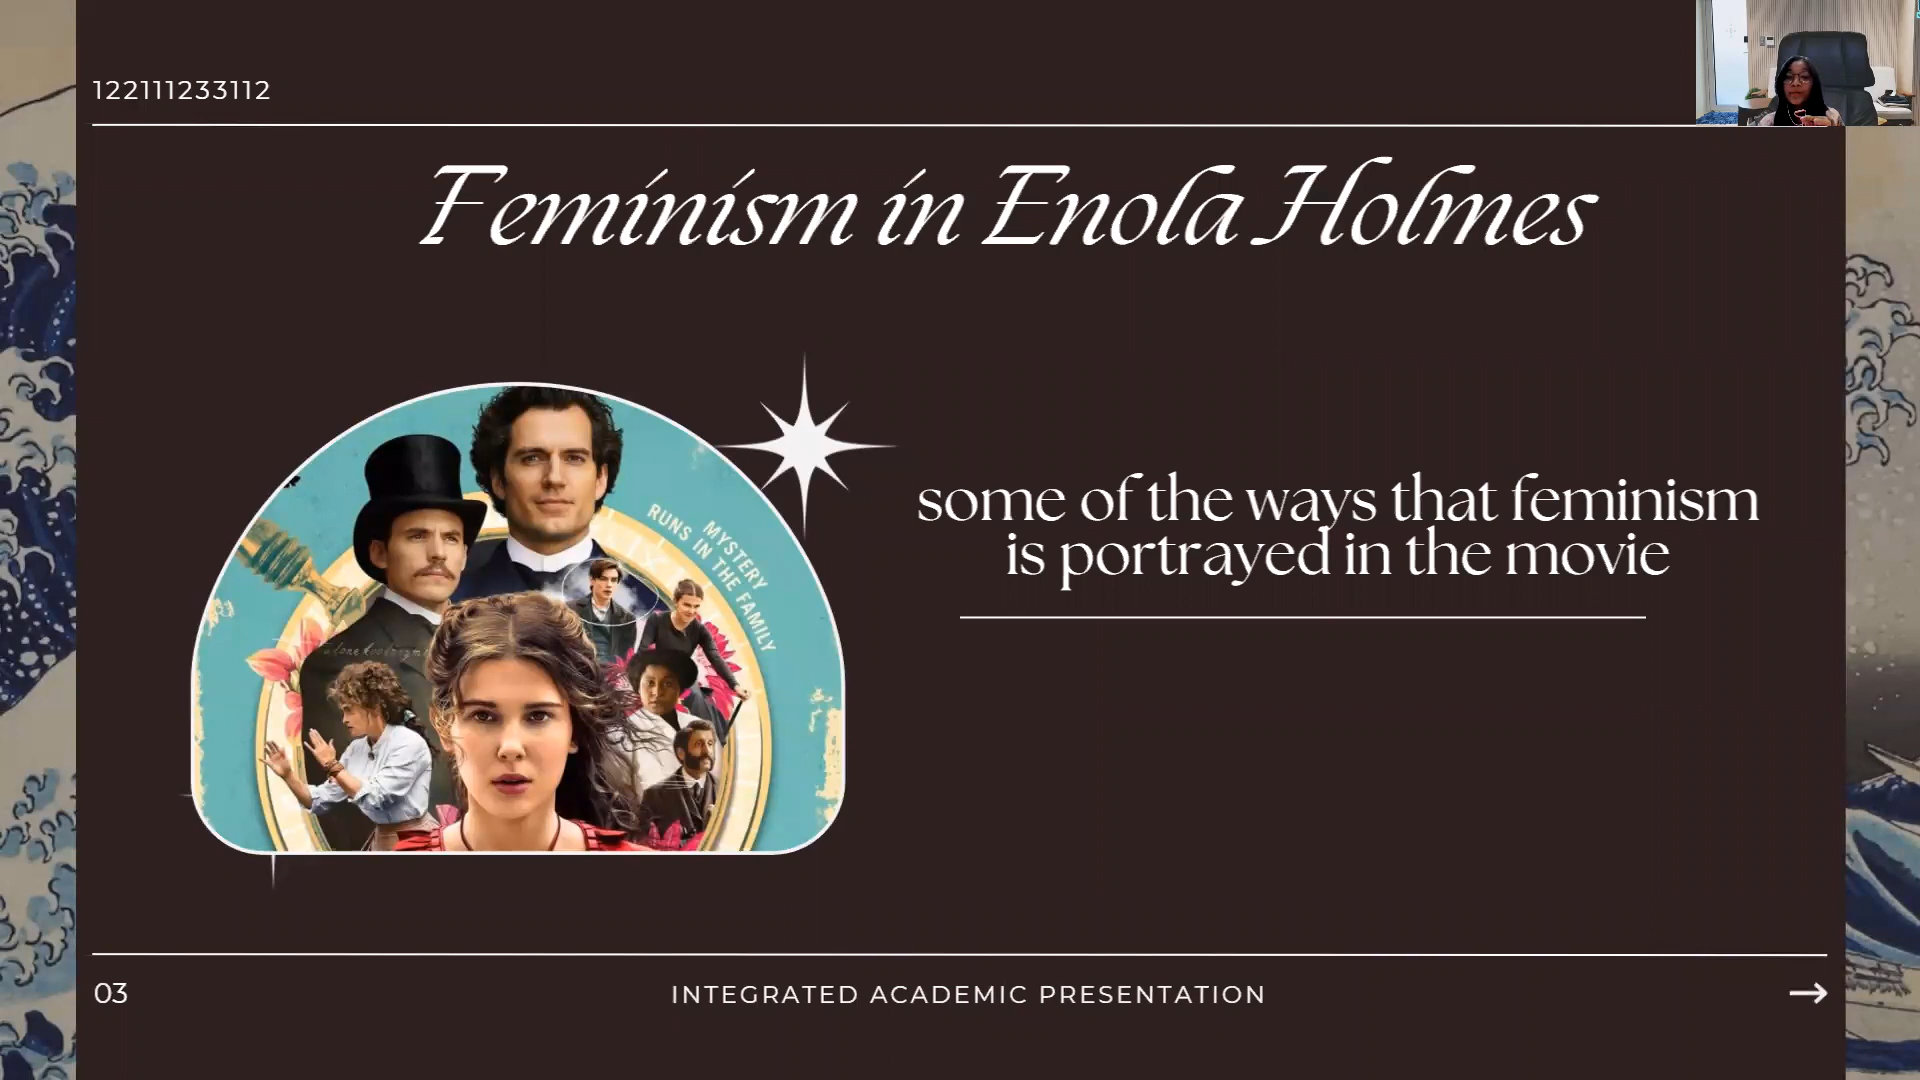 122111233112
Feminism in Enola Holmes
MYSTERY
RUNS IN THE FAMILY
some of the ways that feminism
is portrayed in the movie
03
INTEGRATED ACADEMIC PRESENTATION